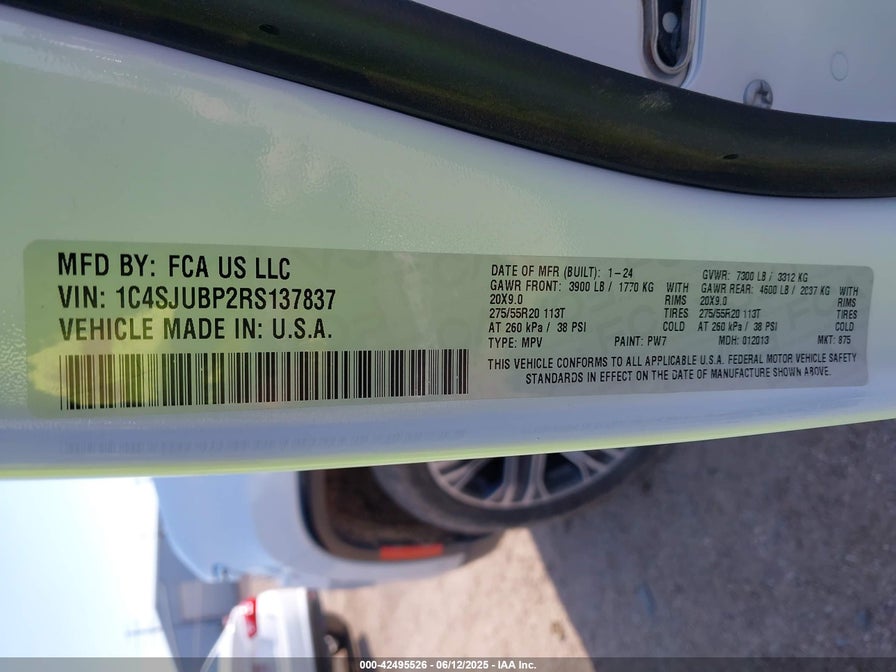 MFD BY: FCA US LLC
VIN: 1C4SJUBP2RS137837
VEHICLE MADE IN: U.S.A.
DATE OF MFR (BUILT): 1-24
GAWR FRONT: 3900 LB / 1770 KG WITH
20X9.0 RIMS
275/55R20 113T TIRES
AT 260 kPa / 38 PSI COLD
TYPE: MPV PAINT: PW7
GVWR: 7300 LB / 3312 KG
GAWR REAR: 4600 LB / 2037 KG WITH
20X9.0 RIMS
275/55R20 113T TIRES
AT 260 kPa / 38 PSI COLD
MDH: 012013 MKT: 875
THIS VEHICLE CONFORMS TO ALL APPLICABLE U.S.A. FEDERAL MOTOR VEHICLE SAFETY
STANDARDS IN EFFECT ON THE DATE OF MANUFACTURE SHOWN ABOVE.
000-42495526 - 06/12/2025 - IAA Inc.